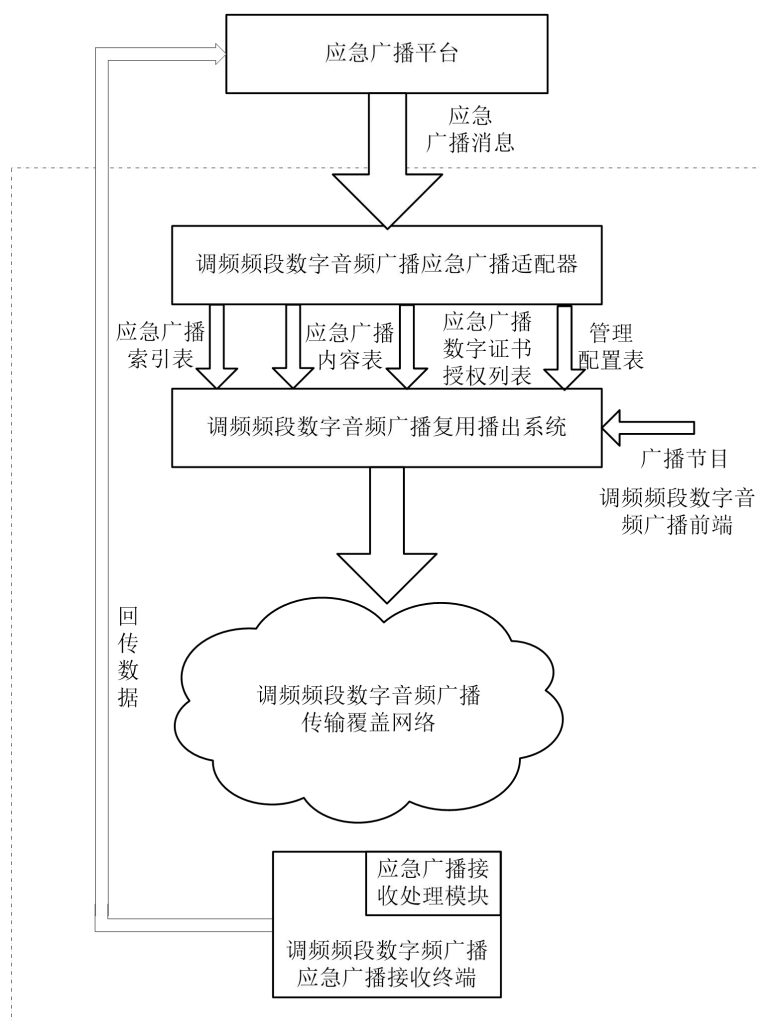 应急广播平台
应急
广播消息
调频频段数字音频广播应急广播适配器
应急广播
索引表
应急广播
内容表
应急广播
数字证书
授权列表
管理
配置表
调频频段数字音频广播复用播出系统
广播节目
调频频段数字音
频广播前端
回
传
数
据
调频频段数字音频广播
传输覆盖网络
应急广播接
收处理模块
调频频段数字频广播
应急广播接收终端